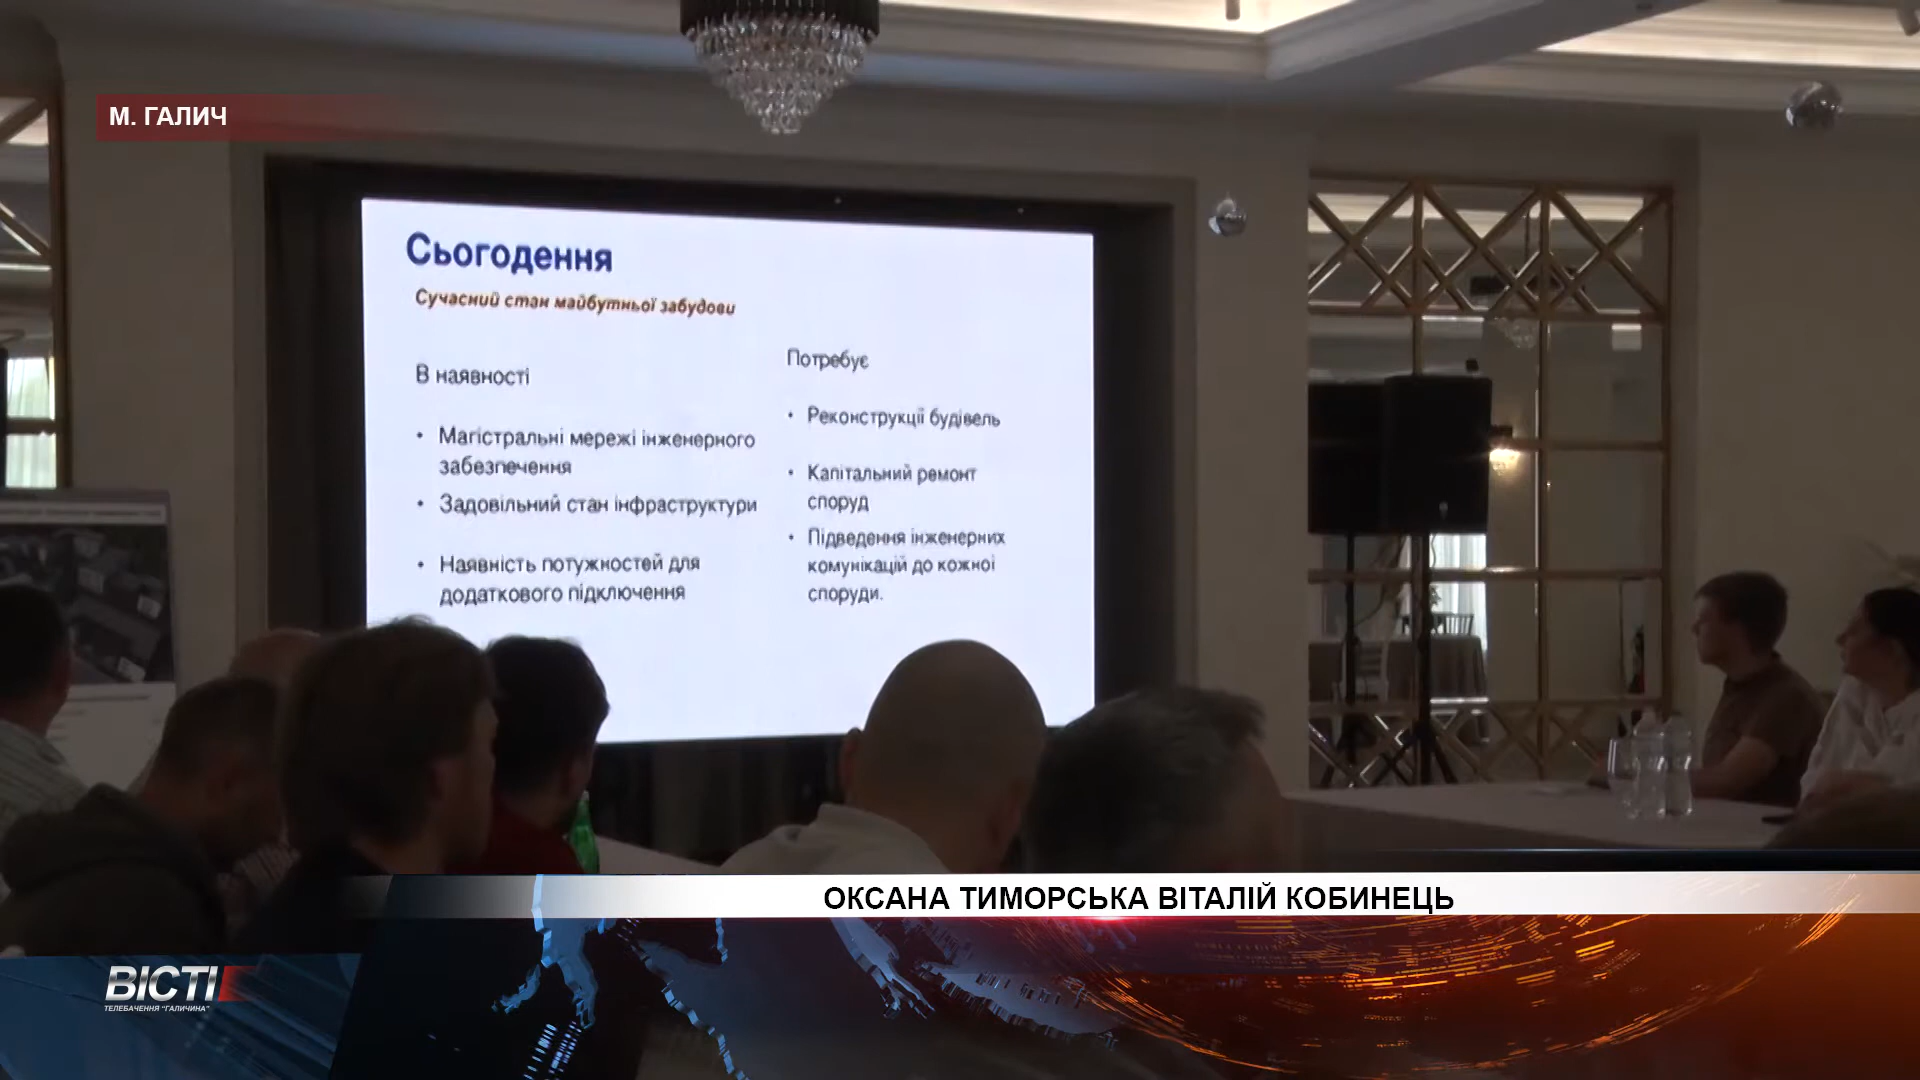 М. ГАЛИЧ
Сьогодення
Сучасний стан майбутньої забудови
В наявності
• Магістральні мережі інженерного
забезпечення
• Задовільний стан інфраструктури
• Наявність потужностей для
додаткового підключення
Потребує
• Реконструкції будівель
• Капітальний ремонт
споруд
• Підведення інженерних
комунікацій до кожної
споруди.
ОКСАНА ТИМОРСЬКА ВІТАЛІЙ КОБИНЕЦЬ
ВІСТІ
ТЕЛЕБАЧЕННЯ "ГАЛИЧИНА"